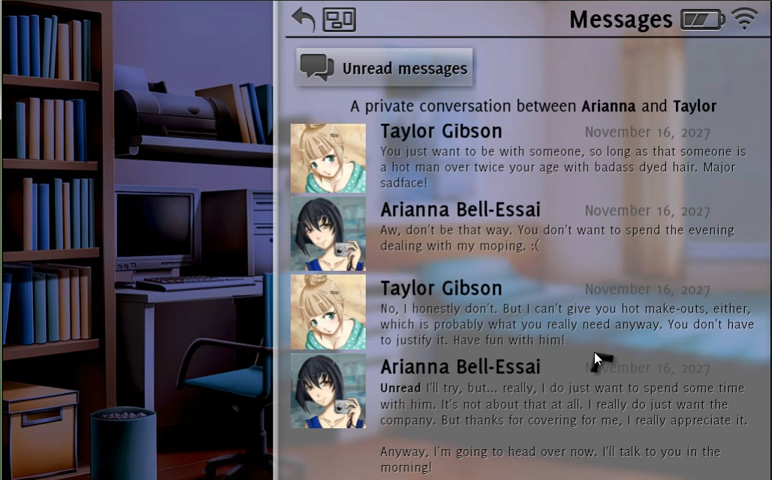 Messages
Unread messages
A private conversation between Arianna and Taylor
Taylor Gibson November 16, 2027
You just want to be with someone, so long as that someone is
a hot man over twice your age with badass dyed hair. Major
sadface!
Arianna Bell-Essai November 16, 2027
Aw, don't be that way. You don't want to spend the evening
dealing with my moping. :(
Taylor Gibson November 16, 2027
No, I honestly don't. But I can't give you hot make-outs, either,
which is probably what you really need anyway. You don't have
to justify it. Have fun with him!
Arianna Bell-Essai November 16, 2027
Unread I'll try, but... really, I do just want to spend some time
with him. It's not about that at all. I really do just want the
company. But thanks for covering for me, I really appreciate it.
Anyway, I'm going to head over now. I'll talk to you in the
morning!